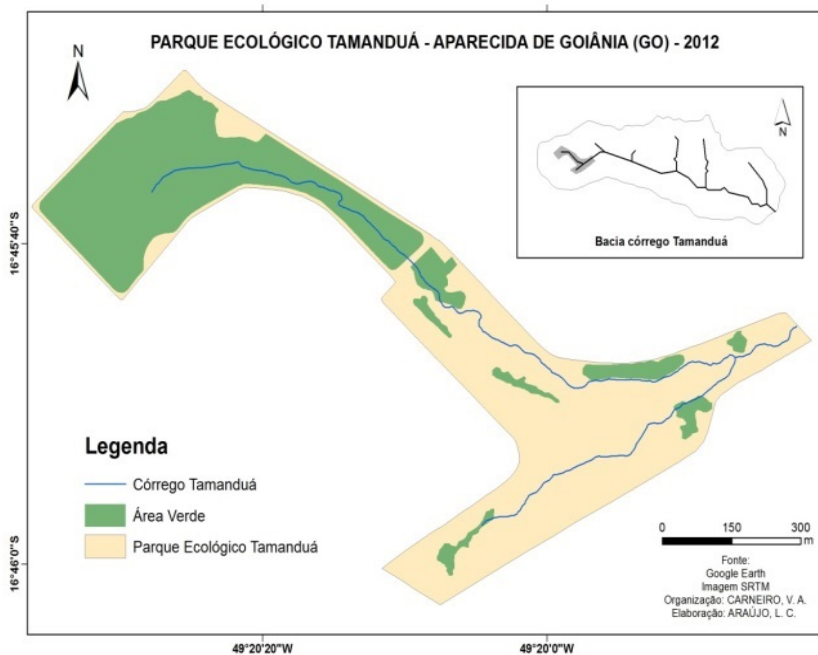 PARQUE ECOLÓGICO TAMANDUÁ - APARECIDA DE GOIÂNIA (GO) - 2012
N
N
Bacia córrego Tamanduá
16°45'40"S
16°46'0"S
Legenda
Córrego Tamanduá
Área Verde
Parque Ecológico Tamanduá
0 150 300
m
Fonte:
Google Earth
Imagem SRTM
Organização: CARNEIRO, V. A.
Elaboração: ARAÚJO, L. C.
49°20'20"W 49°20'0"W